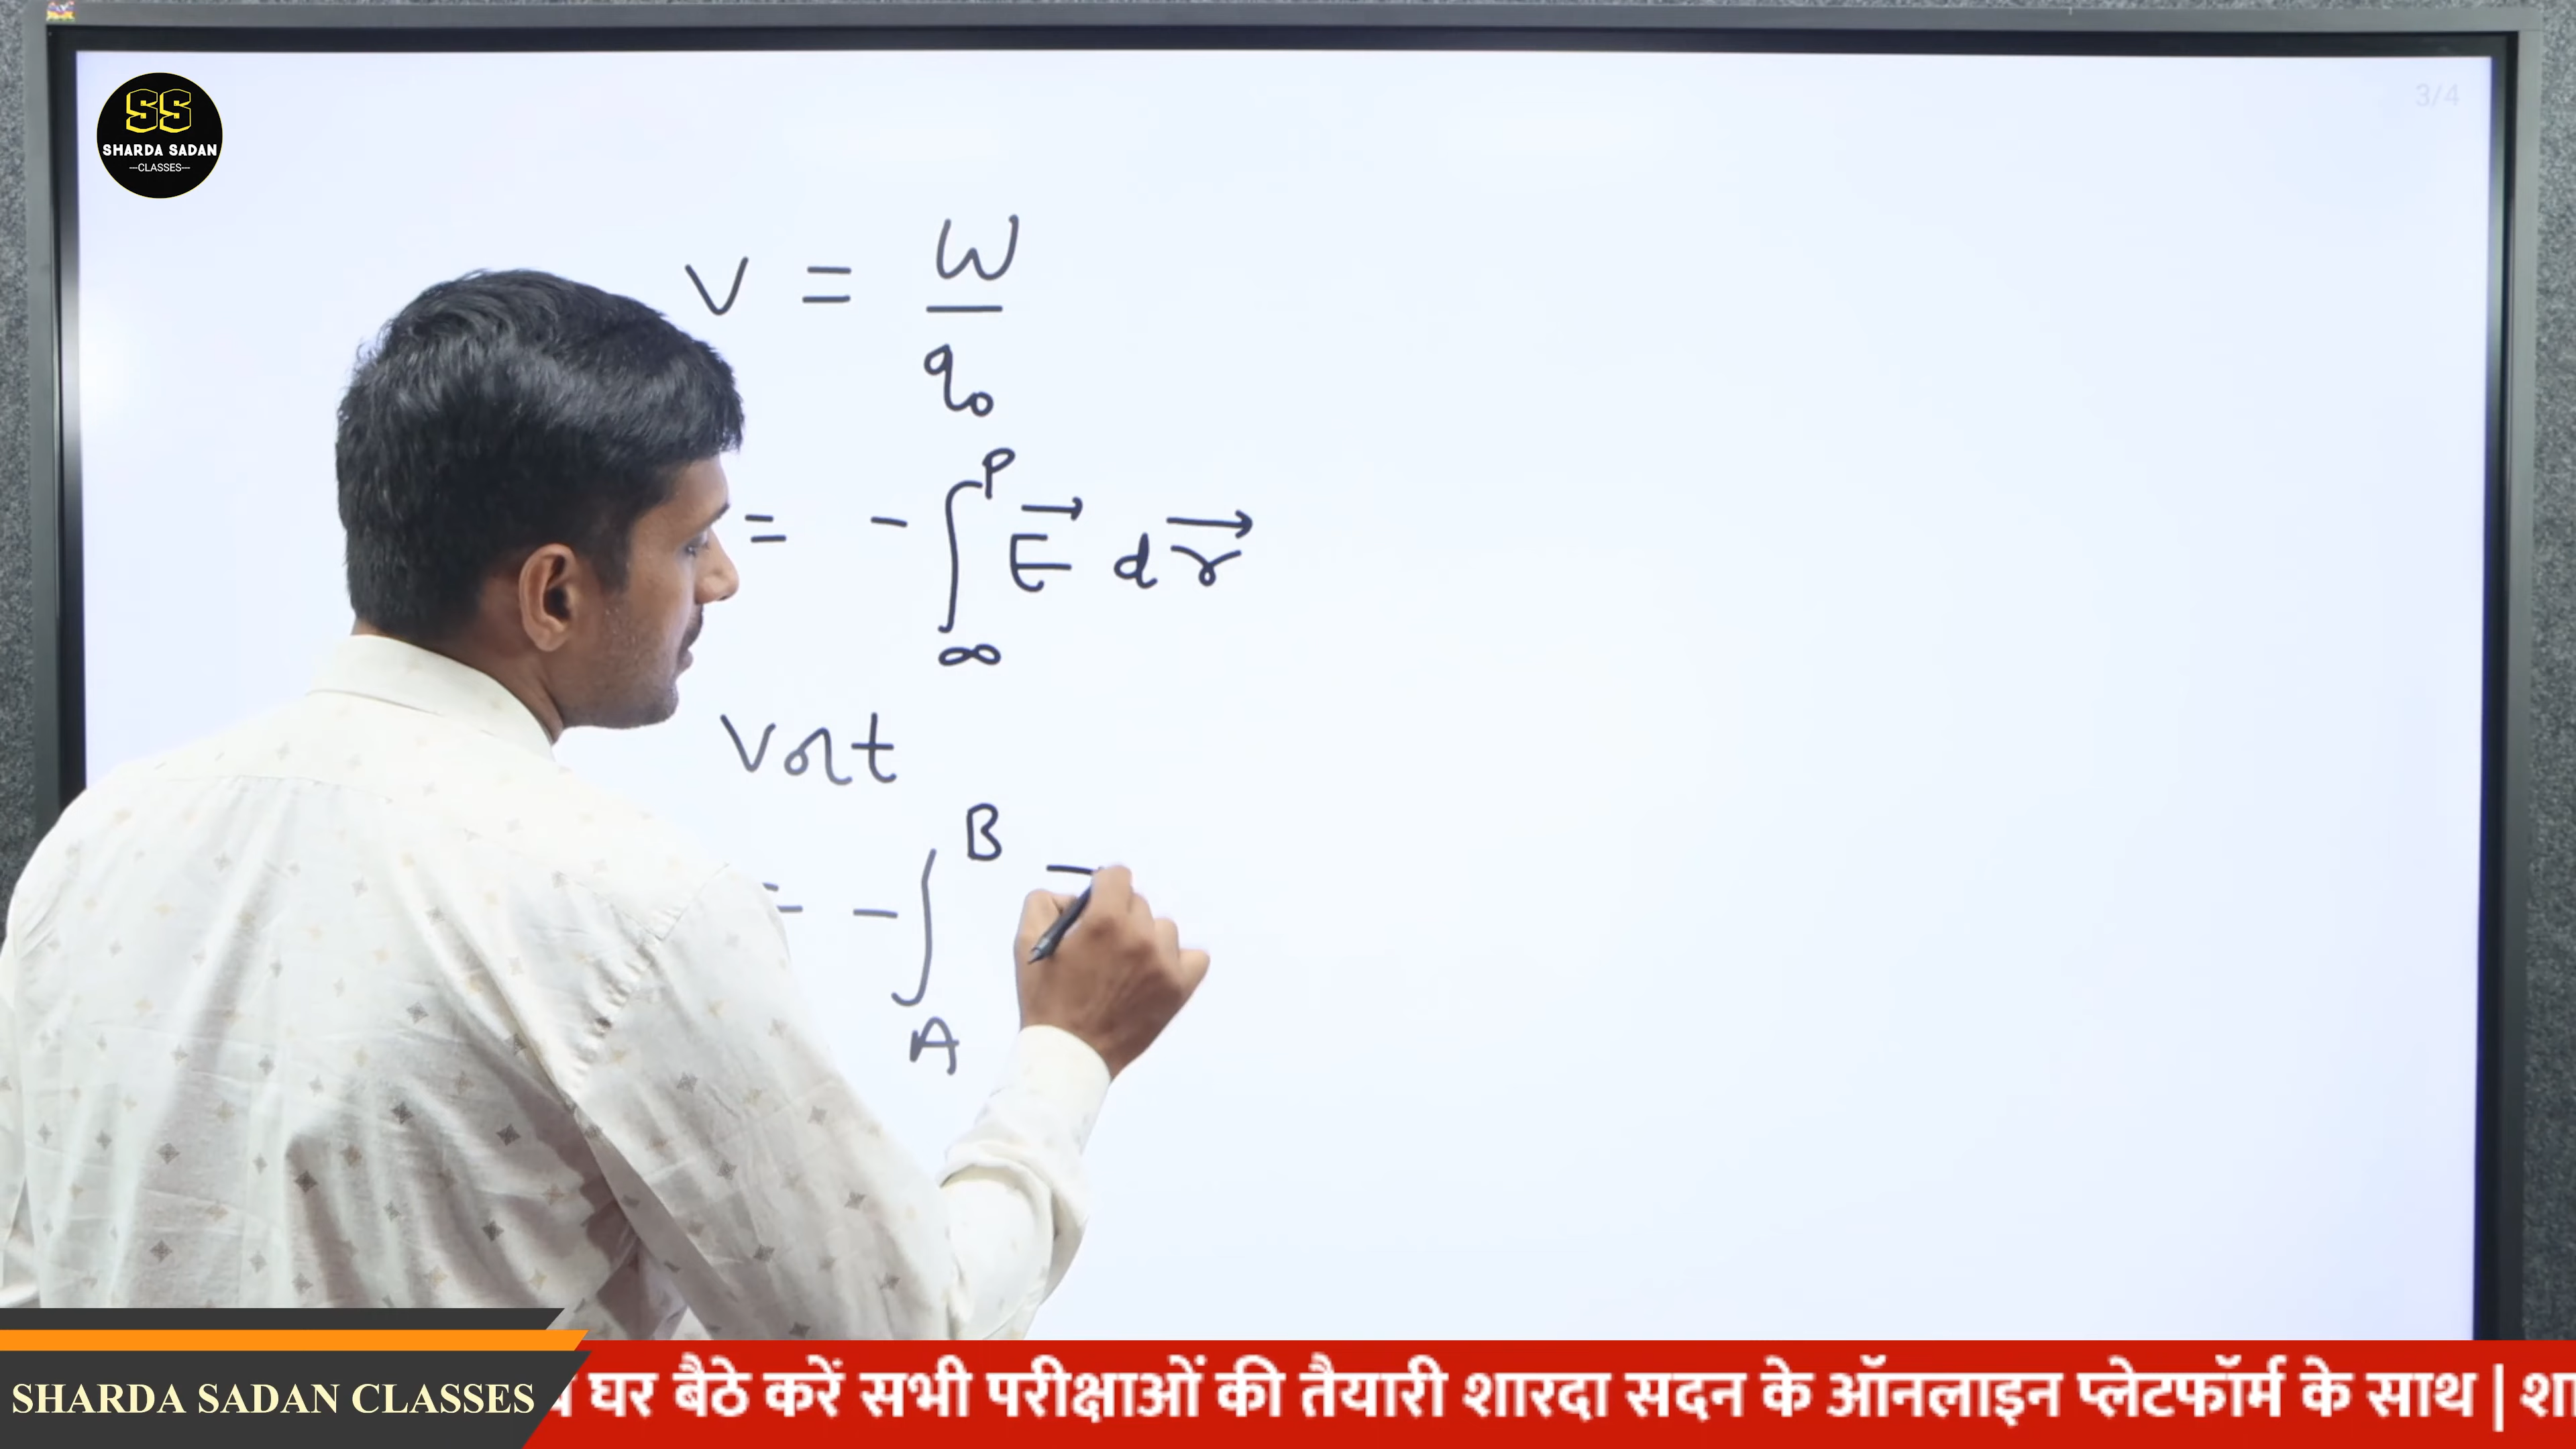 SS
SHARDA SADAN
—CLASSES—
3/4
V = W
q₀
= - ∫ P E⃗ d r⃗
∞
Volt
= - ∫ B
A
SHARDA SADAN CLASSES
घर बैठे करें सभी परीक्षाओं की तैयारी शारदा सदन के ऑनलाइन प्लेटफॉर्म के साथ | शा